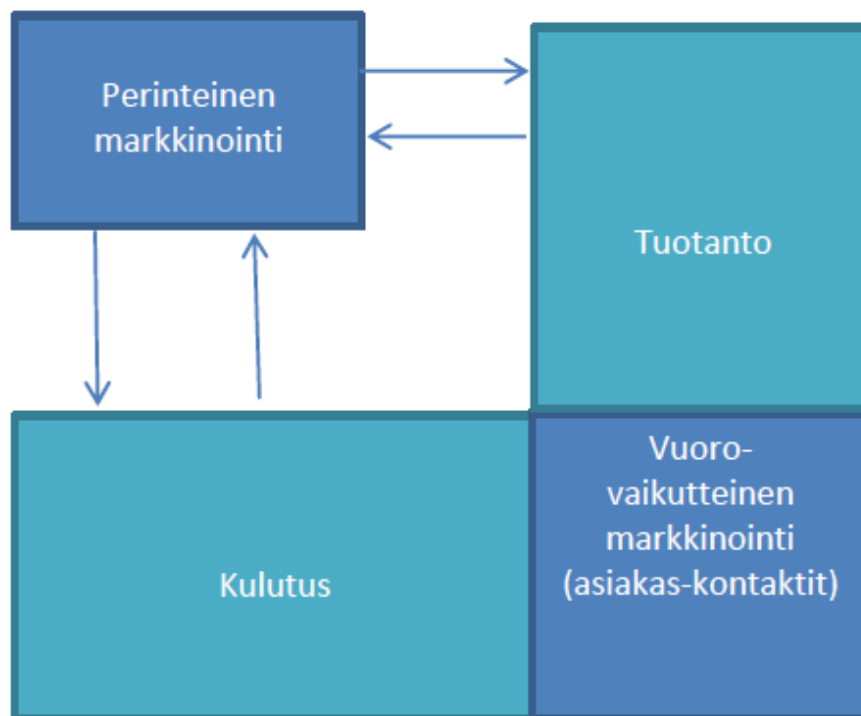 Perinteinen
markkinointi
Tuotanto
Kulutus
Vuoro-
vaikutteinen
markkinointi
(asiakas-kontaktit)